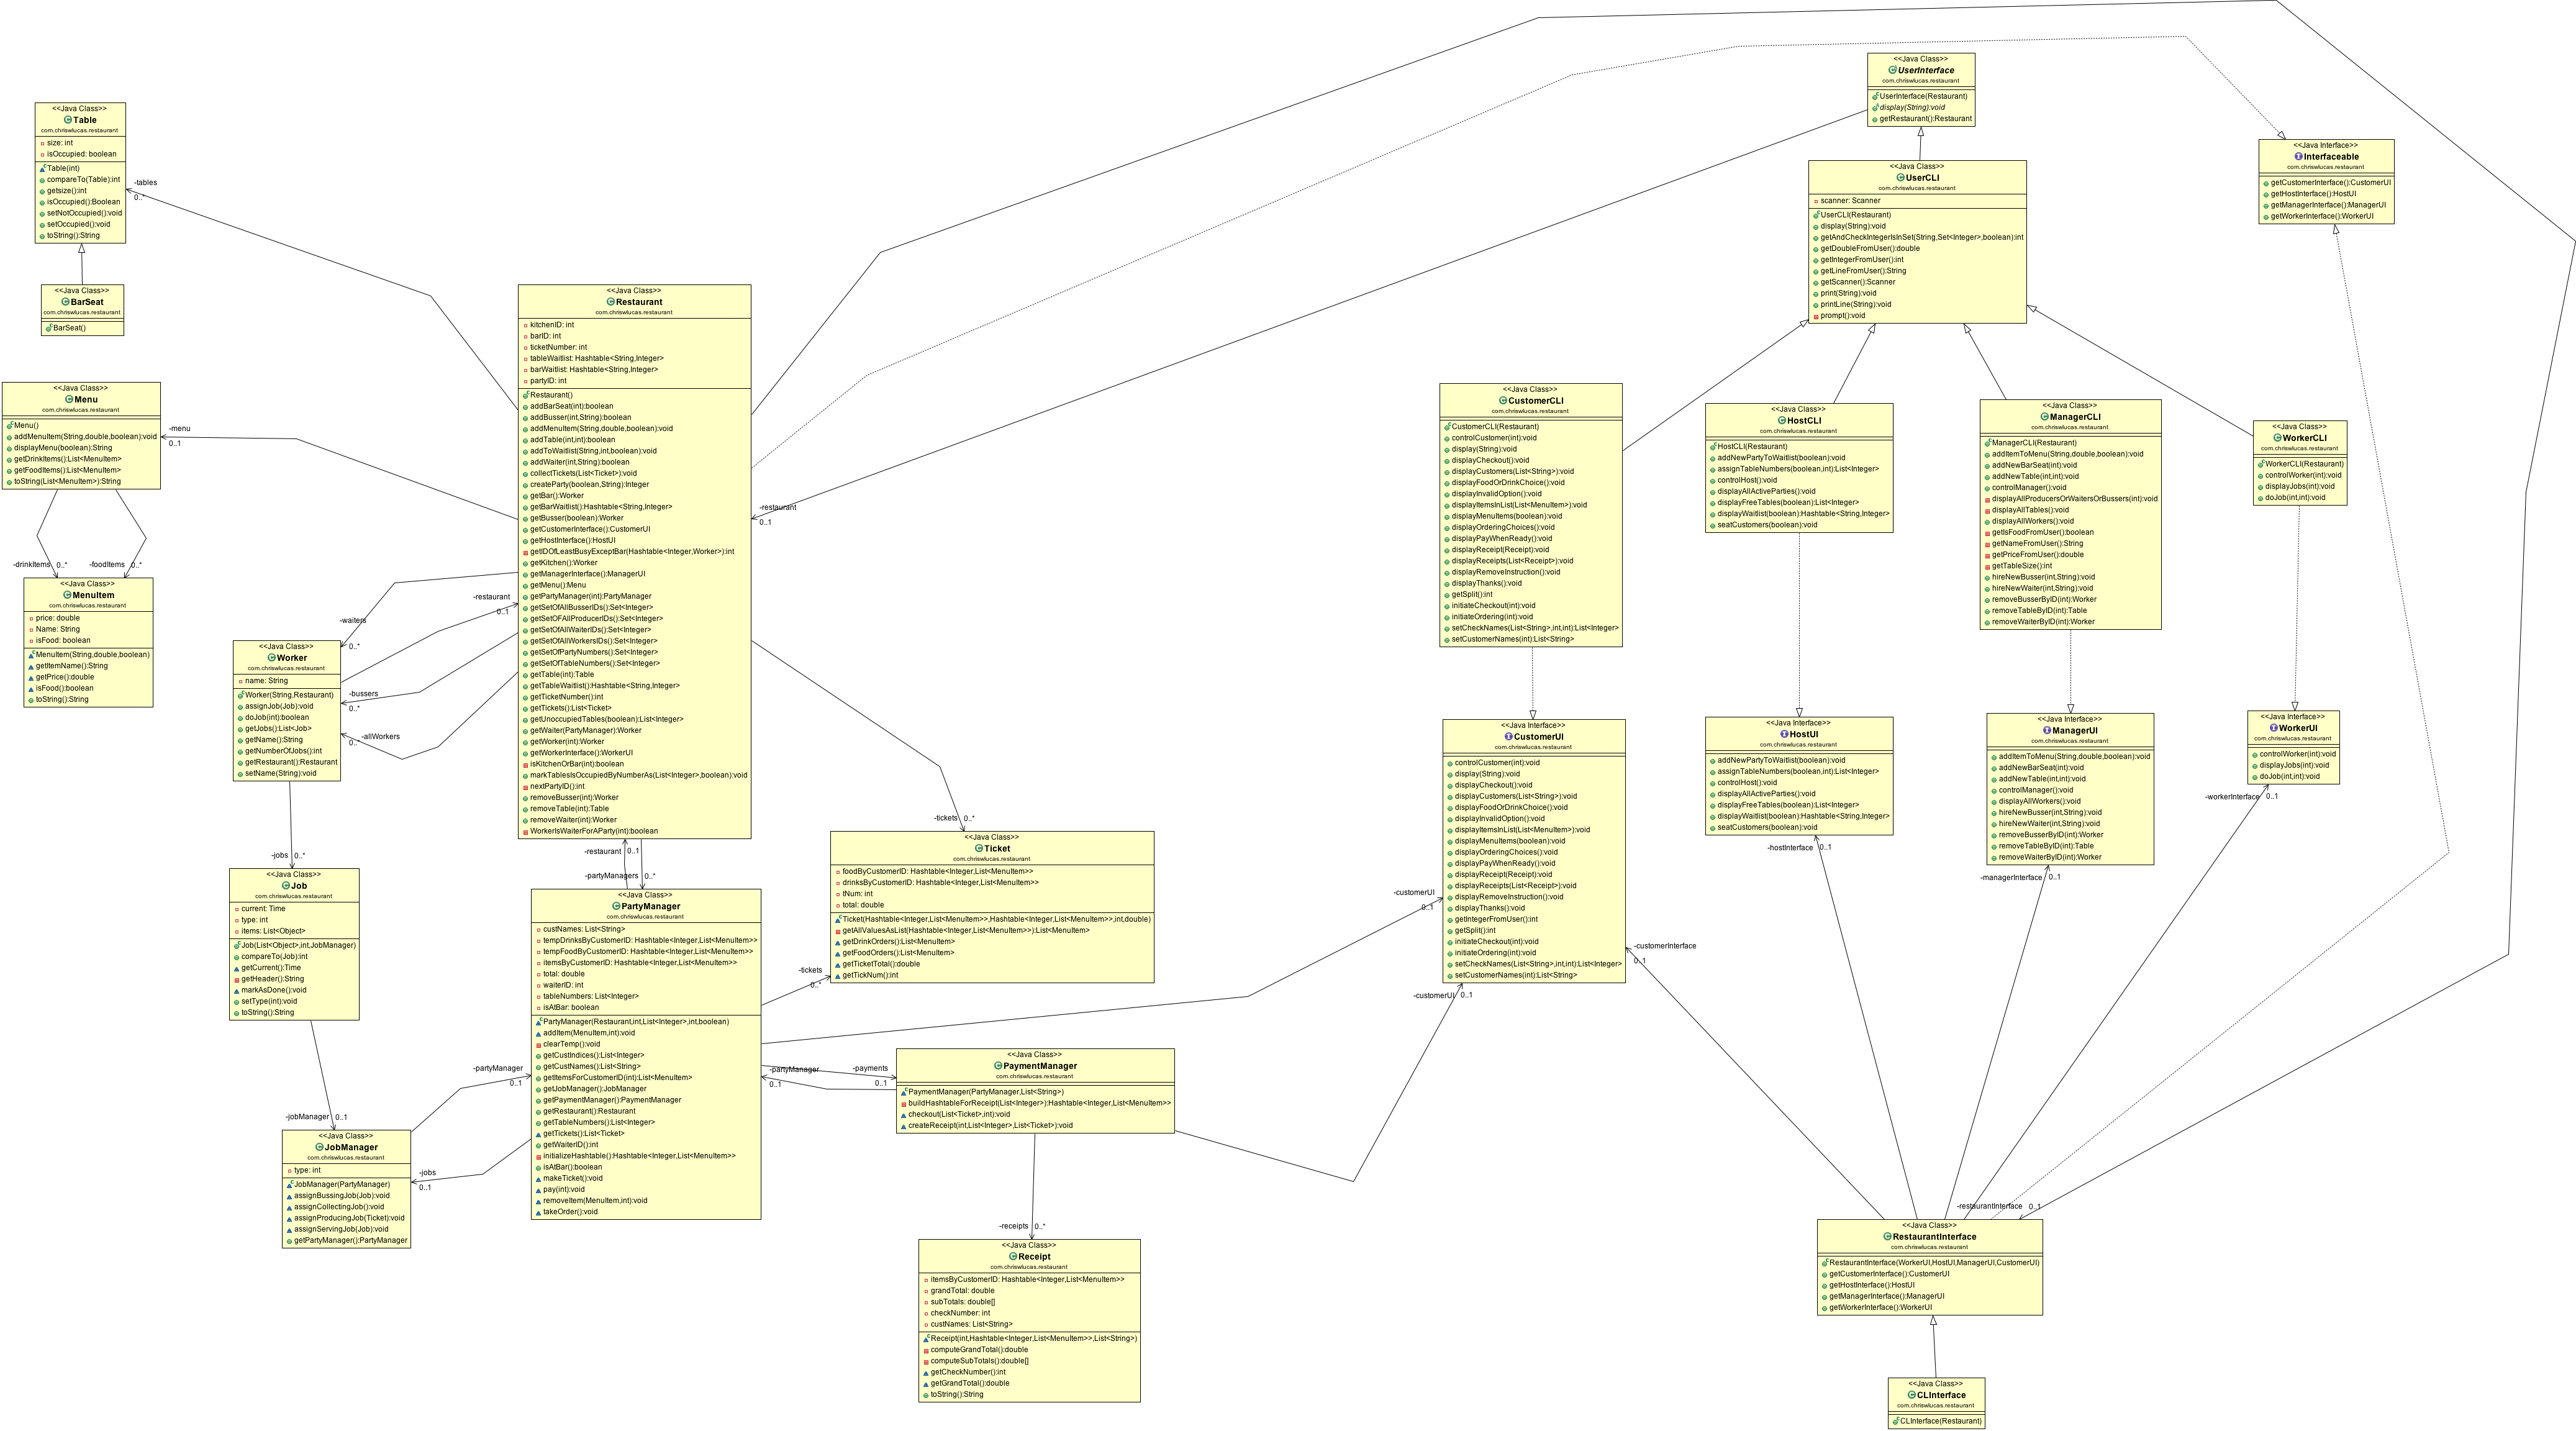 <<Java Class>>
Table
com.chriswlucas.restaurant
size: int
isOccupied: boolean
Table(int)
compareTo(Table):int
getsize():int
isOccupied():Boolean
setNotOccupied():void
setOccupied():void
toString():String
-tables
0..*
<<Java Class>>
BarSeat
com.chriswlucas.restaurant
BarSeat()
<<Java Class>>
Menu
com.chriswlucas.restaurant
Menu()
addMenuItem(String,double,boolean):void
displayMenu(boolean):String
getDrinkItems():List<MenuItem>
getFoodItems():List<MenuItem>
toString(List<MenuItem>):String
-menu
0..1
-drinkItems 0..*
-foodItems 0..*
<<Java Class>>
MenuItem
com.chriswlucas.restaurant
price: double
Name: String
isFood: boolean
MenuItem(String,double,boolean)
getItemName():String
getPrice():double
isFood():boolean
toString():String
<<Java Class>>
Worker
com.chriswlucas.restaurant
name: String
Worker(String,Restaurant)
assignJob(Job):void
doJob(int):boolean
getJobs():List<Job>
getName():String
getNumberOfJobs():int
getRestaurant():Restaurant
setName(String):void
-waiters
0..*
-restaurant
0..1
-bussers
0..*
-allWorkers
0..*
-jobs 0..*
<<Java Class>>
Job
com.chriswlucas.restaurant
current: Time
type: int
items: List<Object>
Job(List<Object>,int,JobManager)
compareTo(Job):int
getCurrent():Time
getHeader():String
markAsDone():void
setType(int):void
toString():String
-jobManager 0..1
<<Java Class>>
JobManager
com.chriswlucas.restaurant
type: int
JobManager(PartyManager)
assignBussingJob(Job):void
assignCollectingJob():void
assignProducingJob(Ticket):void
assignServingJob(Job):void
getPartyManager():PartyManager
-partyManager
0..1
-jobs
0..1
<<Java Class>>
Restaurant
com.chriswlucas.restaurant
kitchenID: int
barID: int
ticketNumber: int
tableWaitlist: Hashtable<String,Integer>
barWaitlist: Hashtable<String,Integer>
partyID: int
Restaurant()
addBarSeat(int):boolean
addBusser(int,String):boolean
addMenuItem(String,double,boolean):void
addTable(int,int):boolean
addToWaitlist(String,int,boolean):void
addWaiter(int,String):boolean
collectTickets(List<Ticket>):void
createParty(boolean,String):Integer
getBar():Worker
getBarWaitlist():Hashtable<String,Integer>
getBusser(boolean):Worker
getCustomerInterface():CustomerUI
getHostInterface():HostUI
getIDOfLeastBusyExceptBar(Hashtable<Integer,Worker>):int
getKitchen():Worker
getManagerInterface():ManagerUI
getMenu():Menu
getPartyManager(int):PartyManager
getSetOfAllBusserIDs():Set<Integer>
getSetOFAllProducerIDs():Set<Integer>
getSetOfAllWaiterIDs():Set<Integer>
getSetOfAllWorkersIDs():Set<Integer>
getSetOfPartyNumbers():Set<Integer>
getSetOfTableNumbers():Set<Integer>
getTable(int):Table
getTableWaitlist():Hashtable<String,Integer>
getTicketNumber():int
getTickets():List<Ticket>
getUnoccupiedTables(boolean):List<Integer>
getWaiter(PartyManager):Worker
getWorker(int):Worker
getWorkerInterface():WorkerUI
isKitchenOrBar(int):boolean
markTablesIsOccupiedByNumberAs(List<Integer>,boolean):void
nextPartyID():int
removeBusser(int):Worker
removeTable(int):Table
removeWaiter(int):Worker
WorkerIsWaiterForAParty(int):boolean
-restaurant 0..1
-partyManagers 0..*
<<Java Class>>
PartyManager
com.chriswlucas.restaurant
custNames: List<String>
tempDrinksByCustomerID: Hashtable<Integer,List<MenuItem>>
tempFoodByCustomerID: Hashtable<Integer,List<MenuItem>>
itemsByCustomerID: Hashtable<Integer,List<MenuItem>>
total: double
waiterID: int
tableNumbers: List<Integer>
isAtBar: boolean
PartyManager(Restaurant,int,List<Integer>,int,boolean)
addItem(MenuItem,int):void
clearTemp():void
getCustIndices():List<Integer>
getCustNames():List<String>
getItemsForCustomerID(int):List<MenuItem>
getJobManager():JobManager
getPaymentManager():PaymentManager
getRestaurant():Restaurant
getTableNumbers():List<Integer>
getTickets():List<Ticket>
getWaiterID():int
initializeHashtable():Hashtable<Integer,List<MenuItem>>
isAtBar():boolean
makeTicket():void
pay(int):void
removeItem(MenuItem,int):void
takeOrder():void
-tickets 0..*
<<Java Class>>
Ticket
com.chriswlucas.restaurant
foodByCustomerID: Hashtable<Integer,List<MenuItem>>
drinksByCustomerID: Hashtable<Integer,List<MenuItem>>
tNum: int
total: double
Ticket(Hashtable<Integer,List<MenuItem>>,Hashtable<Integer,List<MenuItem>>,int,double)
getAllValuesAsList(Hashtable<Integer,List<MenuItem>>):List<MenuItem>
getDrinkOrders():List<MenuItem>
getFoodOrders():List<MenuItem>
getTicketTotal():double
getTickNum():int
-tickets
0..*
-partyManager
0..1
-payments
0..1
<<Java Class>>
PaymentManager
com.chriswlucas.restaurant
PaymentManager(PartyManager,List<String>)
buildHashtableForReceipt(List<Integer>):Hashtable<Integer,List<MenuItem>>
checkout(List<Ticket>,int):void
createReceipt(int,List<Integer>,List<Ticket>):void
-receipts 0..*
<<Java Class>>
Receipt
com.chriswlucas.restaurant
itemsByCustomerID: Hashtable<Integer,List<MenuItem>>
grandTotal: double
subTotals: double[]
checkNumber: int
custNames: List<String>
Receipt(int,Hashtable<Integer,List<MenuItem>>,List<String>)
computeGrandTotal():double
computeSubTotals():double[]
getCheckNumber():int
getGrandTotal():double
toString():String
-restaurant
0..1
<<Java Class>>
UserInterface
com.chriswlucas.restaurant
UserInterface(Restaurant)
display(String):void
getRestaurant():Restaurant
<<Java Class>>
UserCLI
com.chriswlucas.restaurant
scanner: Scanner
UserCLI(Restaurant)
display(String):void
getAndCheckIntegerIsInSet(String,Set<Integer>,boolean):int
getDoubleFromUser():double
getIntegerFromUser():int
getLineFromUser():String
getScanner():Scanner
print(String):void
printLine(String):void
prompt():void
<<Java Interface>>
Interfaceable
com.chriswlucas.restaurant
getCustomerInterface():CustomerUI
getHostInterface():HostUI
getManagerInterface():ManagerUI
getWorkerInterface():WorkerUI
<<Java Class>>
CustomerCLI
com.chriswlucas.restaurant
CustomerCLI(Restaurant)
controlCustomer(int):void
display(String):void
displayCheckout():void
displayCustomers(List<String>):void
displayFoodOrDrinkChoice():void
displayInvalidOption():void
displayItemsInList(List<MenuItem>):void
displayMenuItems(boolean):void
displayOrderingChoices():void
displayPayWhenReady():void
displayReceipt(Receipt):void
displayReceipts(List<Receipt>):void
displayRemoveInstruction():void
displayThanks():void
getSplit():int
initiateCheckout(int):void
initiateOrdering(int):void
setCheckNames(List<String>,int,int):List<Integer>
setCustomerNames(int):List<String>
<<Java Class>>
HostCLI
com.chriswlucas.restaurant
HostCLI(Restaurant)
addNewPartyToWaitlist(boolean):void
assignTableNumbers(boolean,int):List<Integer>
controlHost():void
displayAllActiveParties():void
displayFreeTables(boolean):List<Integer>
displayWaitlist(boolean):Hashtable<String,Integer>
seatCustomers(boolean):void
<<Java Class>>
ManagerCLI
com.chriswlucas.restaurant
ManagerCLI(Restaurant)
addItemToMenu(String,double,boolean):void
addNewBarSeat(int):void
addNewTable(int,int):void
controlManager():void
displayAllProducersOrWaitersOrBussers(int):void
displayAllTables():void
displayAllWorkers():void
getIsFoodFromUser():boolean
getNameFromUser():String
getPriceFromUser():double
getTableSize():int
hireNewBusser(int,String):void
hireNewWaiter(int,String):void
removeBusserByID(int):Worker
removeTableByID(int):Table
removeWaiterByID(int):Worker
<<Java Class>>
WorkerCLI
com.chriswlucas.restaurant
WorkerCLI(Restaurant)
controlWorker(int):void
displayJobs(int):void
doJob(int,int):void
<<Java Interface>>
CustomerUI
com.chriswlucas.restaurant
controlCustomer(int):void
display(String):void
displayCheckout():void
displayCustomers(List<String>):void
displayFoodOrDrinkChoice():void
displayInvalidOption():void
displayItemsInList(List<MenuItem>):void
displayMenuItems(boolean):void
displayOrderingChoices():void
displayPayWhenReady():void
displayReceipt(Receipt):void
displayReceipts(List<Receipt>):void
displayRemoveInstruction():void
displayThanks():void
getIntegerFromUser():int
getSplit():int
initiateCheckout(int):void
initiateOrdering(int):void
setCheckNames(List<String>,int,int):List<Integer>
setCustomerNames(int):List<String>
-customerUI
0..1
-customerUI 0..1
-customerInterface
0..1
<<Java Interface>>
HostUI
com.chriswlucas.restaurant
addNewPartyToWaitlist(boolean):void
assignTableNumbers(boolean,int):List<Integer>
controlHost():void
displayAllActiveParties():void
displayFreeTables(boolean):List<Integer>
displayWaitlist(boolean):Hashtable<String,Integer>
seatCustomers(boolean):void
-hostInterface 0..1
<<Java Interface>>
ManagerUI
com.chriswlucas.restaurant
addItemToMenu(String,double,boolean):void
addNewBarSeat(int):void
addNewTable(int,int):void
controlManager():void
displayAllWorkers():void
hireNewBusser(int,String):void
hireNewWaiter(int,String):void
removeBusserByID(int):Worker
removeTableByID(int):Table
removeWaiterByID(int):Worker
-managerInterface 0..1
<<Java Interface>>
WorkerUI
com.chriswlucas.restaurant
controlWorker(int):void
displayJobs(int):void
doJob(int,int):void
-workerInterface 0..1
-restaurantInterface 0..1
<<Java Class>>
RestaurantInterface
com.chriswlucas.restaurant
RestaurantInterface(WorkerUI,HostUI,ManagerUI,CustomerUI)
getCustomerInterface():CustomerUI
getHostInterface():HostUI
getManagerInterface():ManagerUI
getWorkerInterface():WorkerUI
<<Java Class>>
CLInterface
com.chriswlucas.restaurant
CLInterface(Restaurant)